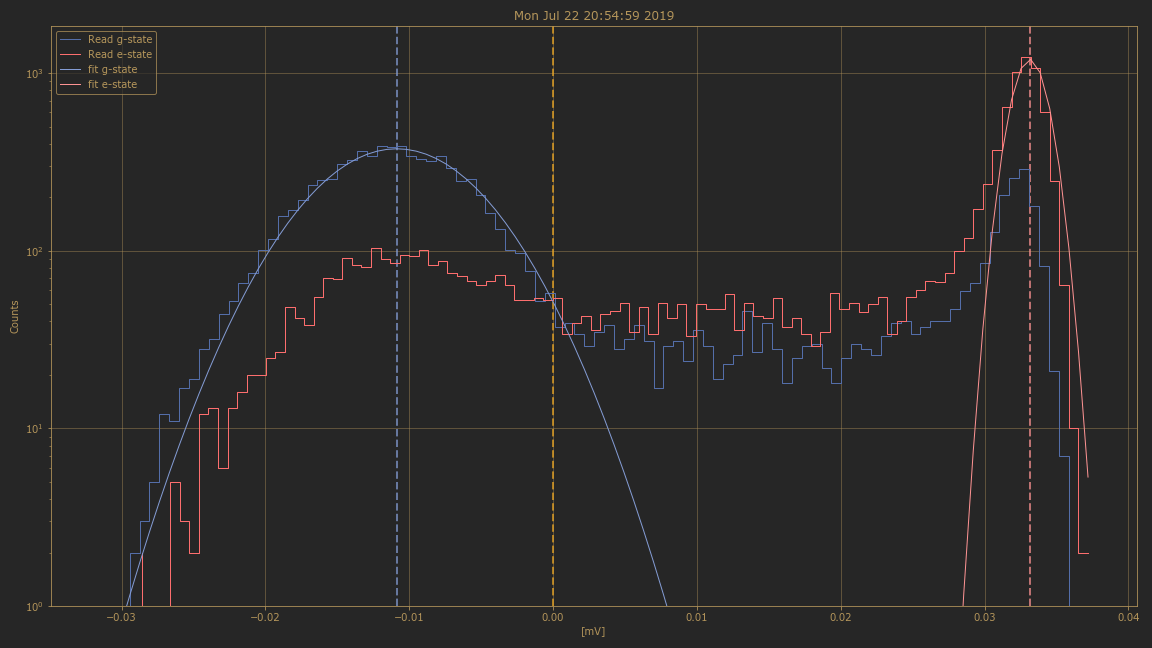 Mon Jul 22 20:54:59 2019
Read g-state
Read e-state
fit g-state
fit e-state
10³
10²
10¹
10⁰
Counts
−0.03 −0.02 −0.01 0.00 0.01 0.02 0.03 0.04
[mV]